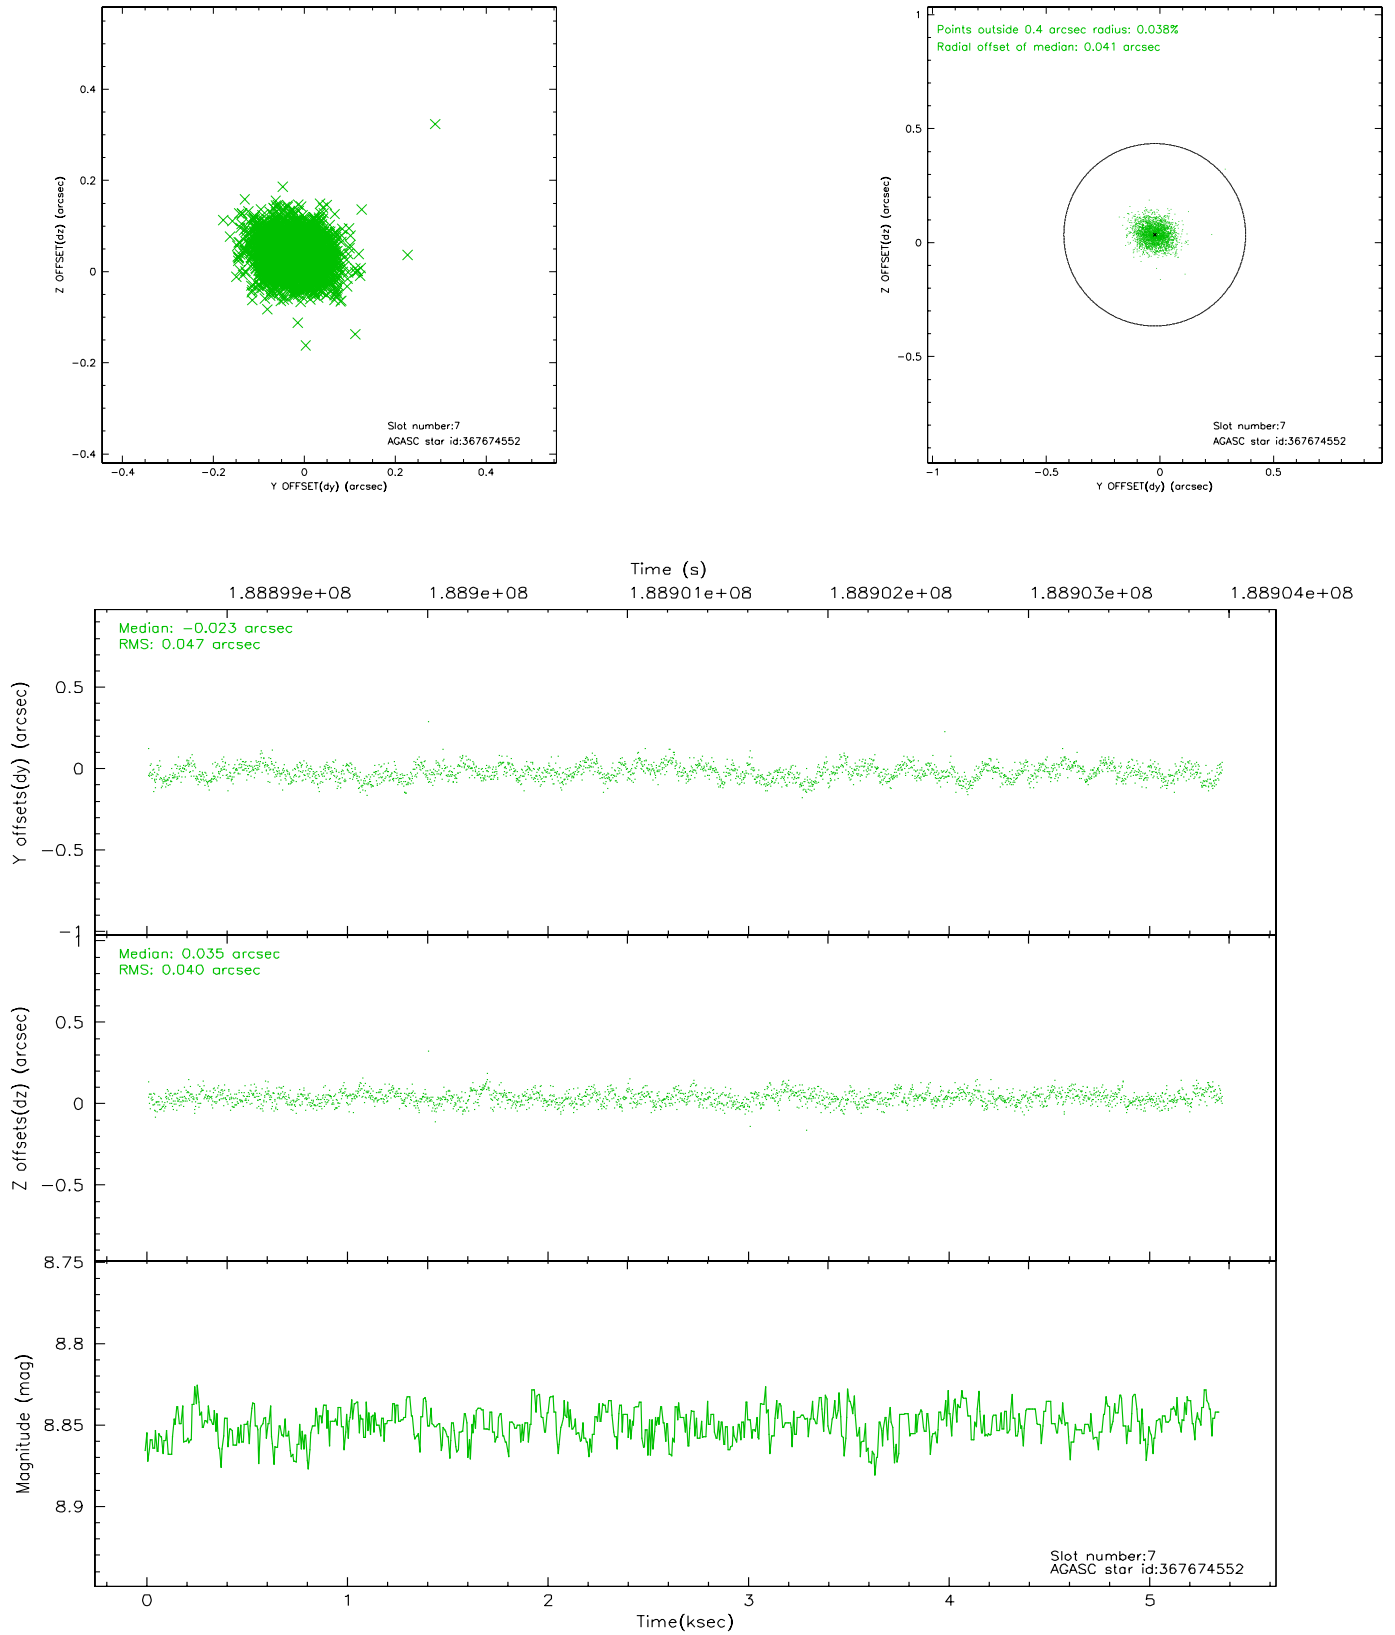 0.4
0.2
0
−0.2
−0.4
Z OFFSET(dz) (arcsec)
Slot number:7
AGASC star id:367674552
−0.4
−0.2
0
0.2
0.4
Y OFFSET(dy) (arcsec)
1
0.5
0
−0.5
Z OFFSET(dz) (arcsec)
Points outside 0.4 arcsec radius: 0.038%
Radial offset of median: 0.041 arcsec
Slot number:7
AGASC star id:367674552
−1
−0.5
0
0.5
Y OFFSET(dy) (arcsec)
Time (s)
1.88899e+08
1.889e+08
1.88901e+08
1.88902e+08
1.88903e+08
1.88904e+08
Median: −0.023 arcsec
RMS: 0.047 arcsec
0.5
0
−0.5
−1
Y offsets(dy) (arcsec)
Median: 0.035 arcsec
RMS: 0.040 arcsec
1
0.5
0
−0.5
Z offsets(dz) (arcsec)
8.75
8.8
8.85
8.9
Magnitude (mag)
Slot number:7
AGASC star id:367674552
0
1
2
3
4
5
Time(ksec)